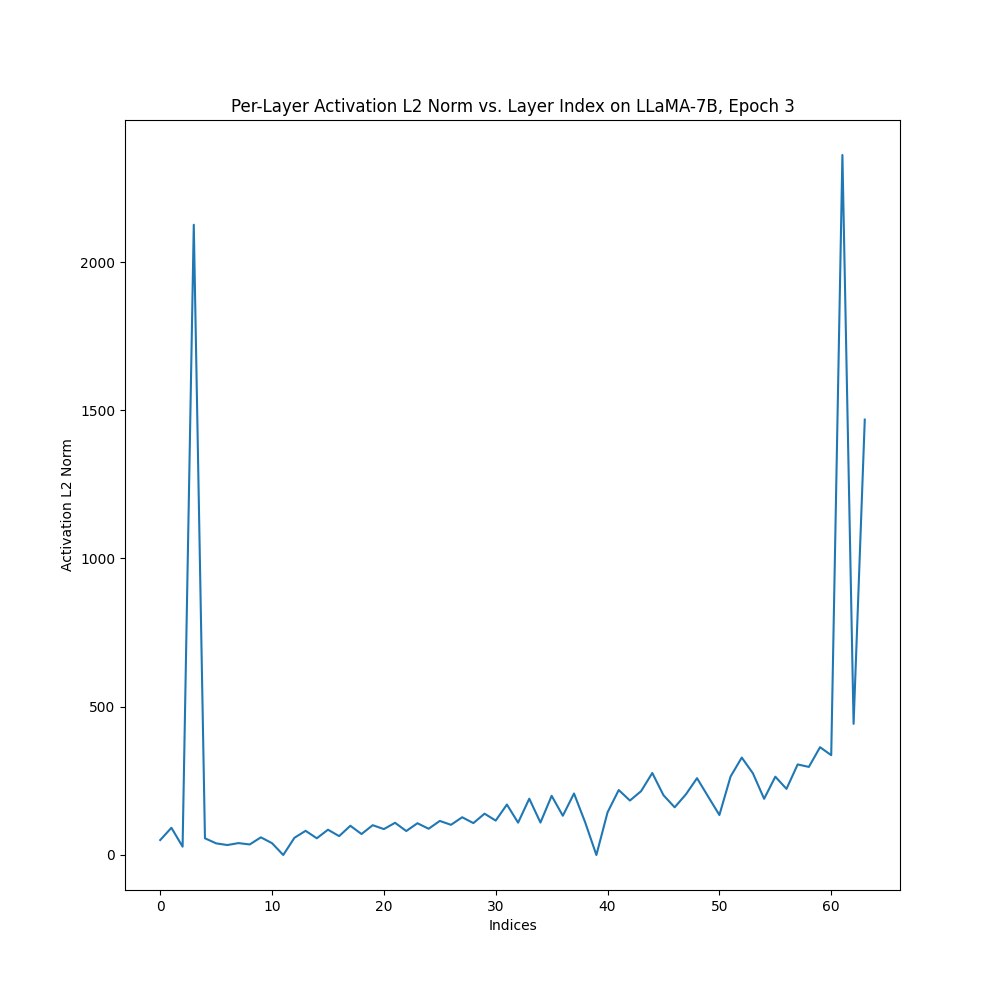 Per-Layer Activation L2 Norm vs. Layer Index on LLaMA-7B, Epoch 3
2000
1500
1000
500
0
Activation L2 Norm
0 10 20 30 40 50 60
Indices